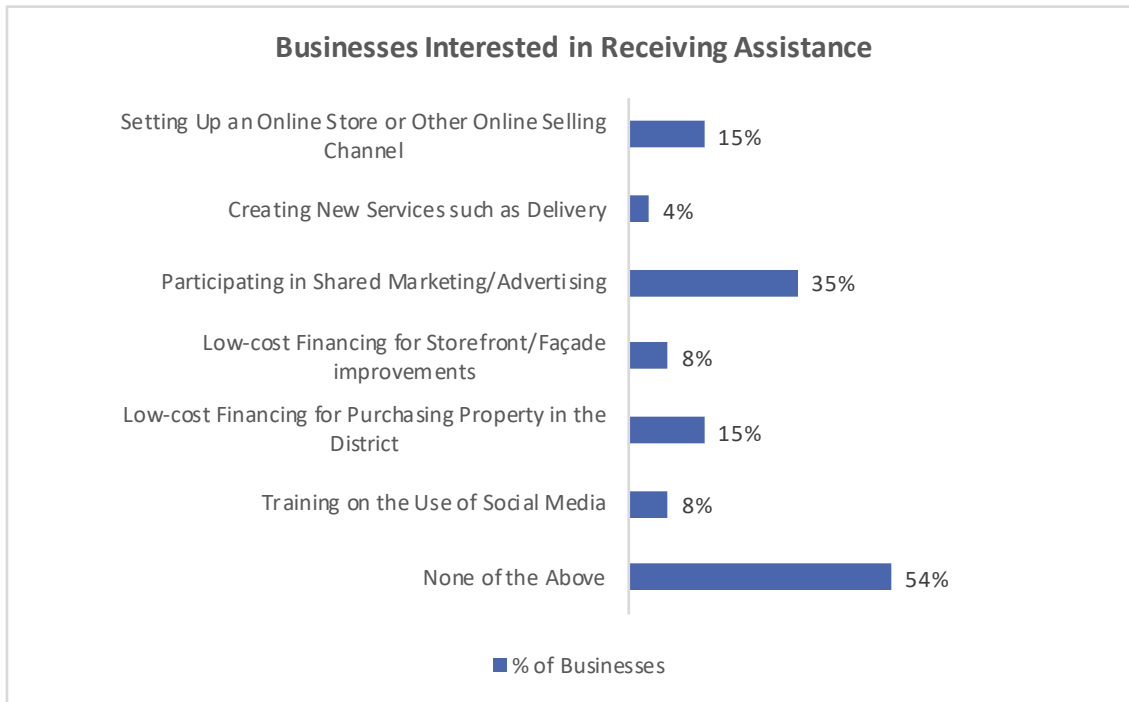 Businesses Interested in Receiving Assistance
Setting Up an Online Store or Other Online Selling
Channel
15%
Creating New Services such as Delivery
4%
Participating in Shared Marketing/Advertising
35%
Low-cost Financing for Storefront/Façade
improvements
8%
Low-cost Financing for Purchasing Property in the
District
15%
Training on the Use of Social Media
8%
None of the Above
54%
% of Businesses